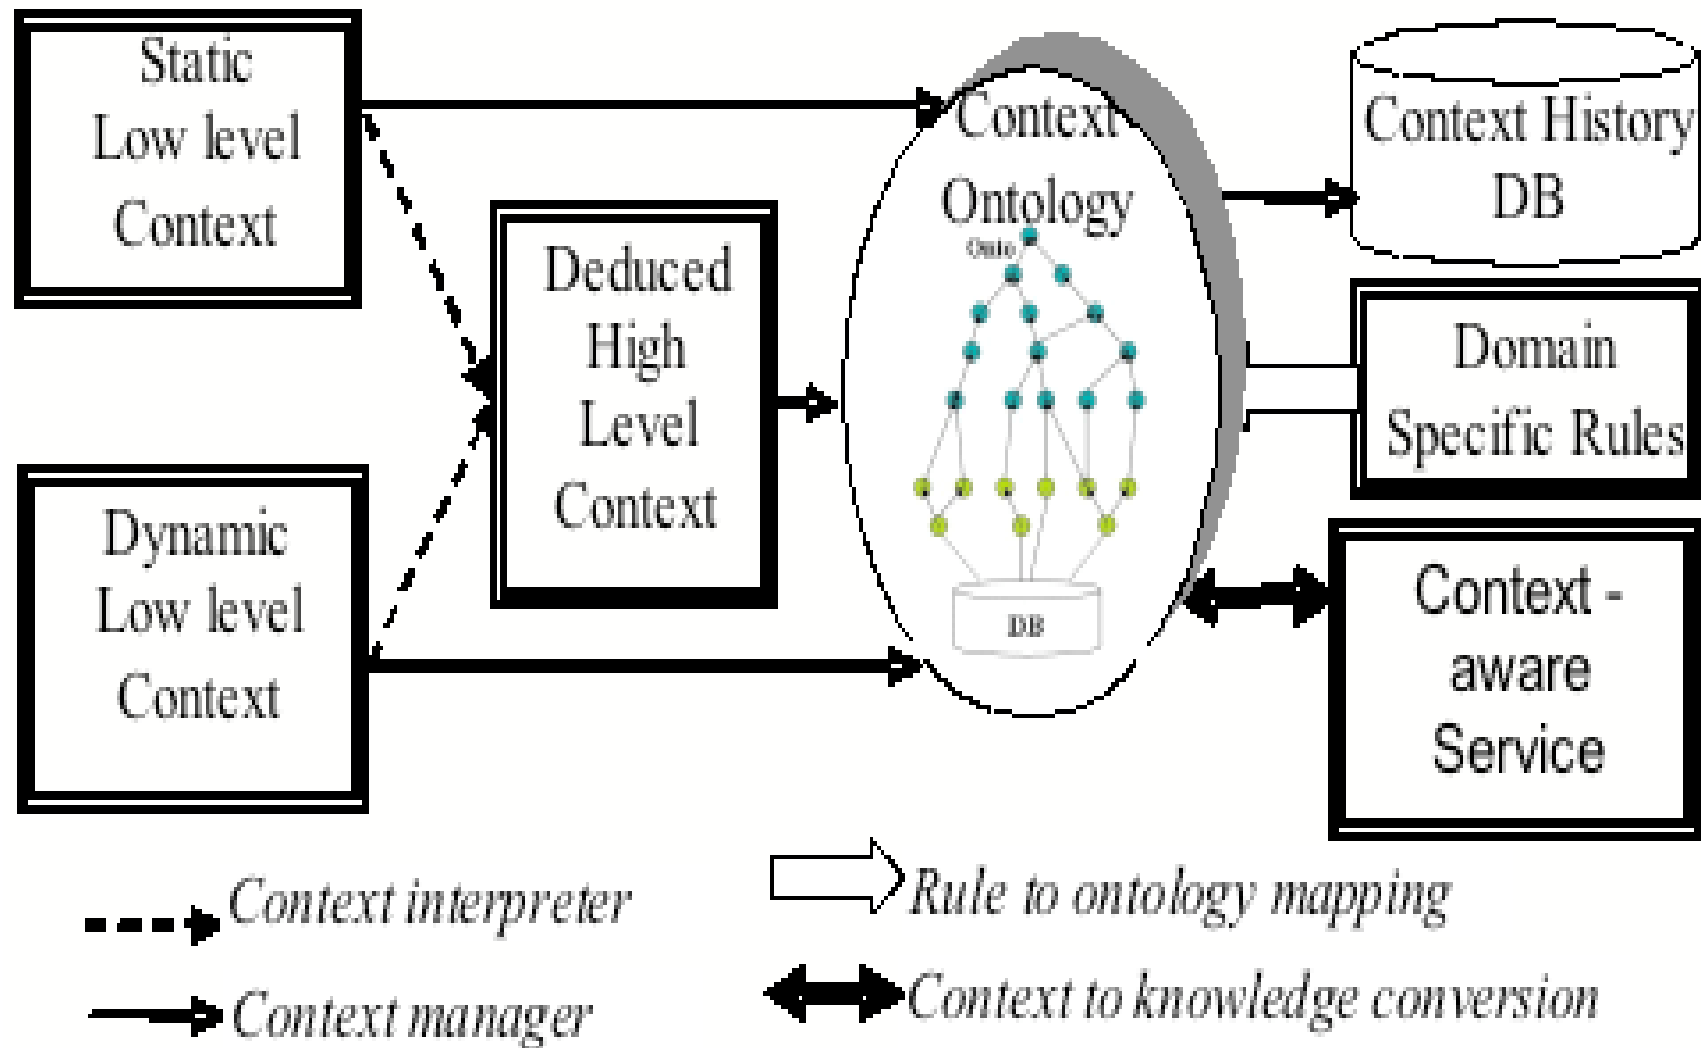 Static
Low level
Context
Dynamic
Low level
Context
Deduced
High
Level
Context
Context
Ontology
Onto
DB
Context History
DB
Domain
Specific Rules
Context -
aware
Service
Context interpreter
Context manager
Rule to ontology mapping
Context to knowledge conversion